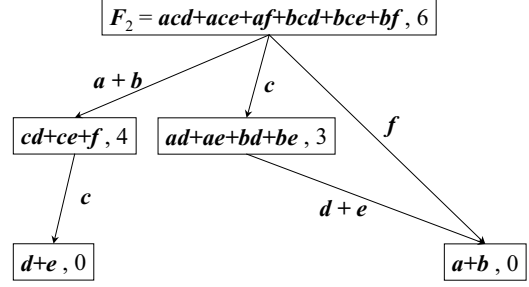 F₂ = acd+ace+af+bcd+bce+bf , 6
a + b
c
f
cd+ce+f , 4
ad+ae+bd+be , 3
c
d + e
d+e , 0
a+b , 0